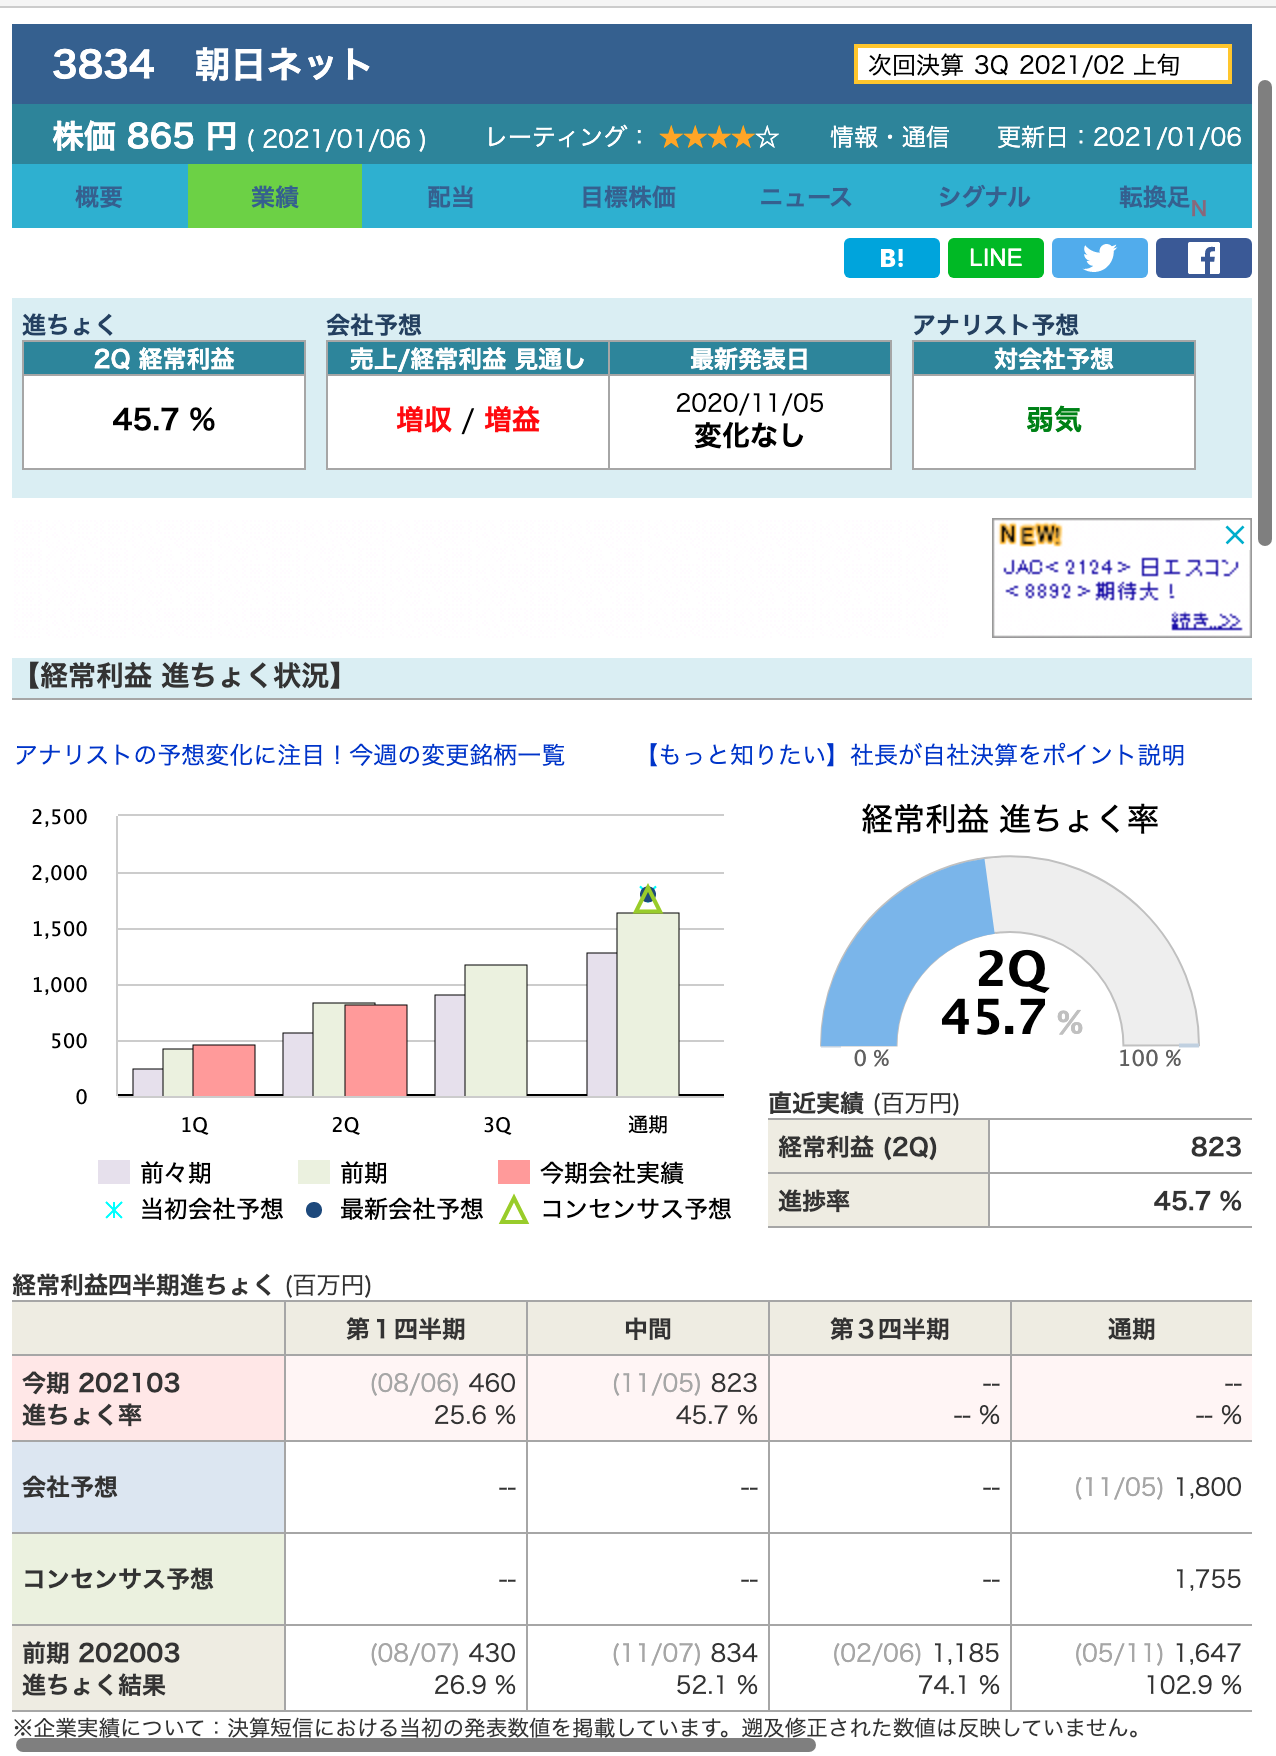 3834 朝日ネット
次回決算 3Q 2021/02 上旬
株価 865 円 ( 2021/01/06 ) レーティング： ★★★★☆ 情報・通信 更新日：2021/01/06
概要 業績 配当 目標株価 ニュース シグナル 転換足N
B! LINE
進ちょく 会社予想 アナリスト予想
2Q 経常利益 売上/経常利益 見通し 最新発表日 対会社予想
45.7 % 増収 / 増益 2020/11/05 弱気
変化なし
NEW!
JAC<2124> 日エスコン
<8892>期待大！
続き..>>
【経常利益 進ちょく状況】
アナリストの予想変化に注目！今週の変更銘柄一覧 【もっと知りたい】社長が自社決算をポイント説明
2,500
2,000
1,500
1,000
500
0
1Q 2Q 3Q 通期
前々期 前期 今期会社実績
当初会社予想 最新会社予想 コンセンサス予想
経常利益 進ちょく率
2Q
45.7 %
0 % 100 %
直近実績 (百万円)
経常利益 (2Q) 823
進捗率 45.7 %
経常利益四半期進ちょく (百万円)
第１四半期 中間 第３四半期 通期
今期 202103 (08/06) 460 (11/05) 823 -- --
進ちょく率 25.6 % 45.7 % -- % -- %
会社予想 -- -- -- (11/05) 1,800
コンセンサス予想 -- -- -- 1,755
前期 202003 (08/07) 430 (11/07) 834 (02/06) 1,185 (05/11) 1,647
進ちょく結果 26.9 % 52.1 % 74.1 % 102.9 %
※企業実績について：決算短信における当初の発表数値を掲載しています。遡及修正された数値は反映していません。